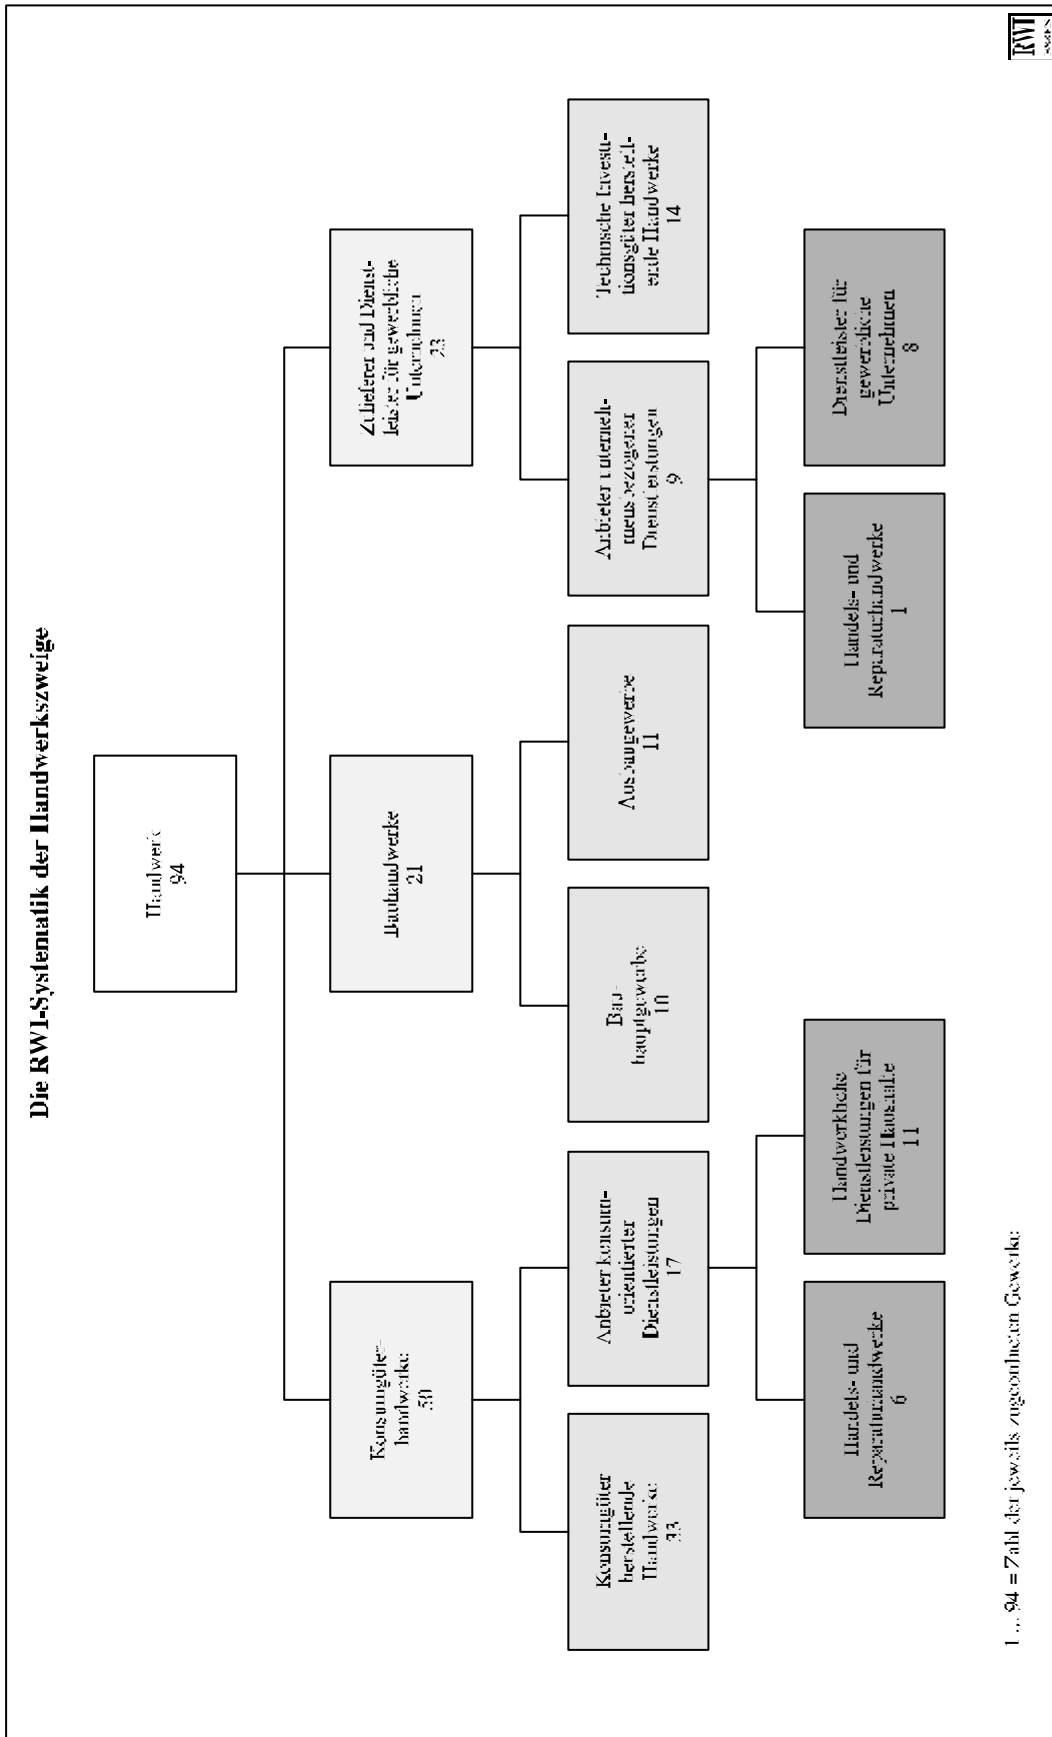 Die RWI-Systematik der Handwerkszweige
Handwerk
94
Konsumgüter-
handwerke
50
Bauhandwerke
21
Zulieferer und Dienst-
leister für gewerbliche
Unternehmen
23
Konsumgüter
herstellende
Handwerke
33
Anbieter konsum-
orientierter
Dienstleistungen
17
Bau-
hauptgewerbe
10
Ausbaugewerbe
11
Anbieter unterneh-
mensbezogener
Dienstleistungen
9
Technische Investi-
tionsgüter herstell-
ende Handwerke
14
Handels- und
Reparaturhandwerke
6
Handwerkliche
Dienstleistungen für
private Haushalte
11
Handels- und
Reparaturhandwerke
1
Dienstleister für
gewerbliche
Unternehmen
8
1 ... 94 = Zahl der jeweils zugeordneten Gewerke
RWI